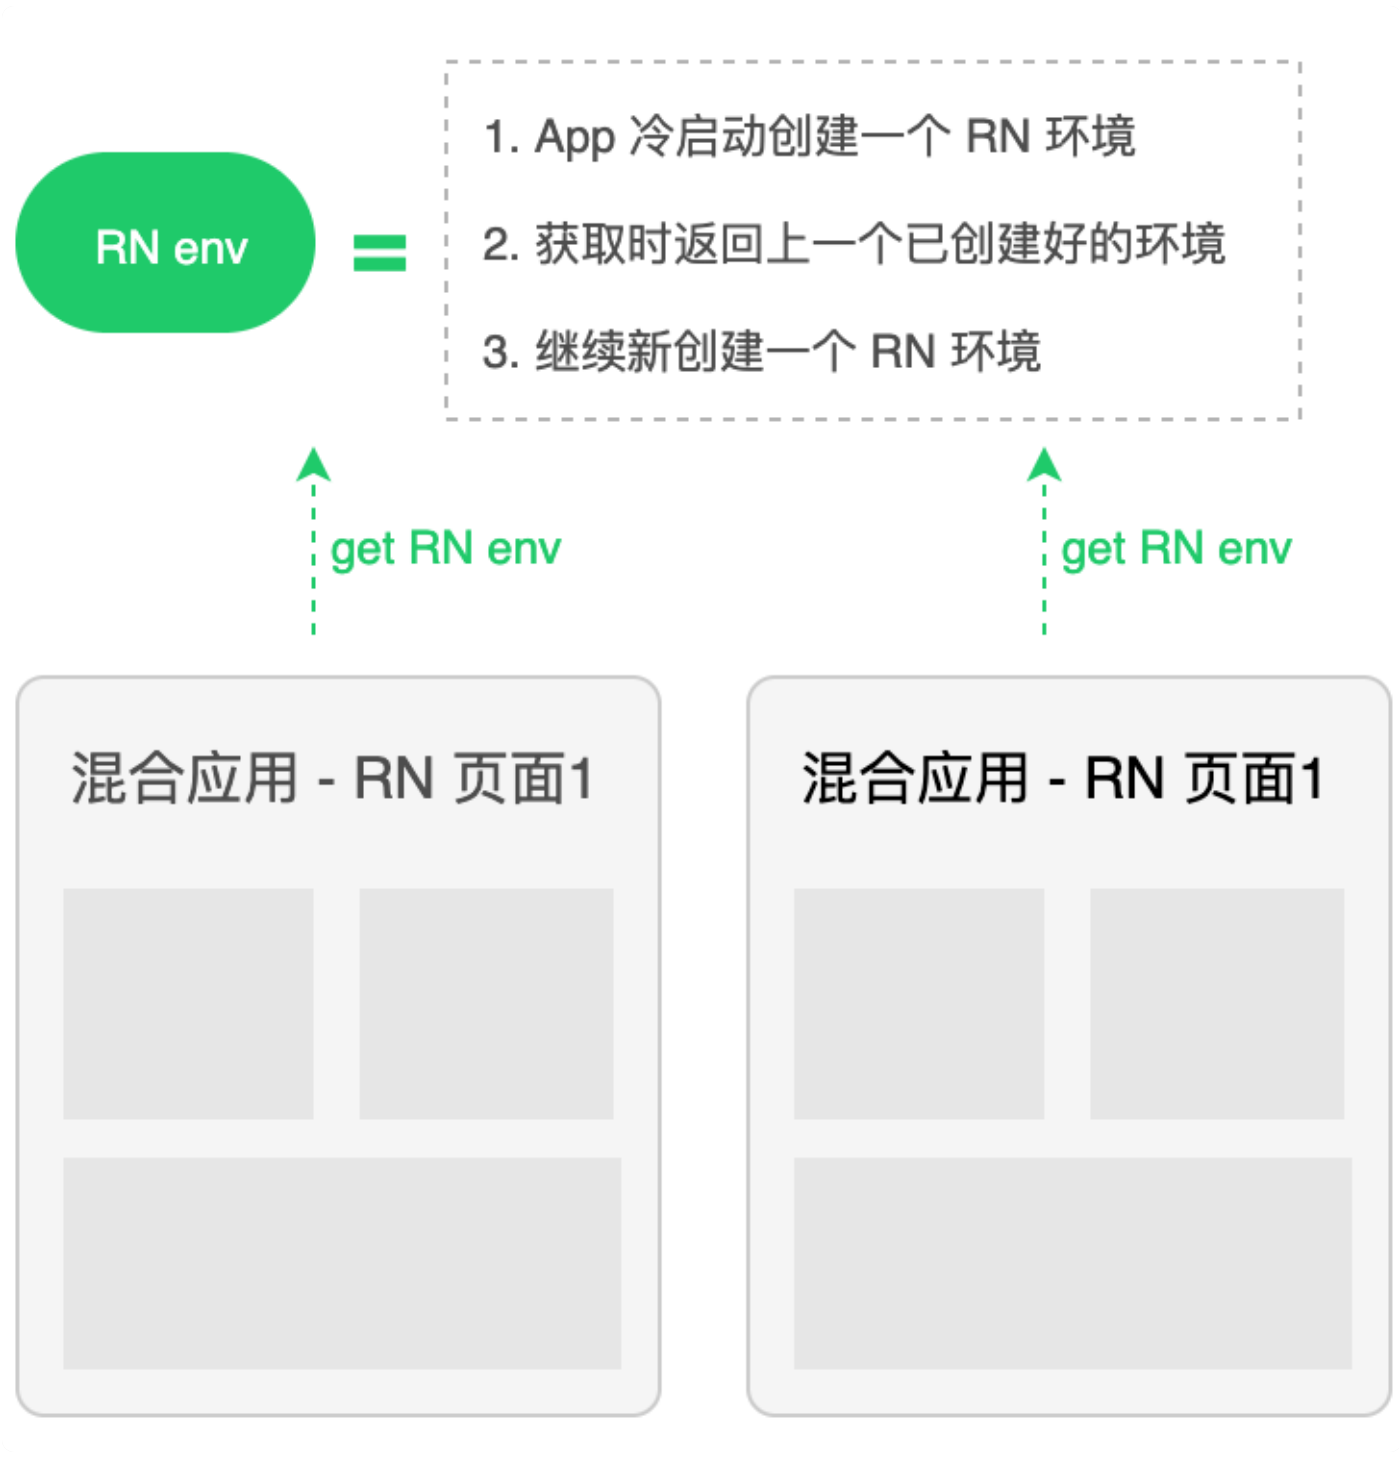 1. App 冷启动创建一个 RN 环境
RN env
=
2. 获取时返回上一个已创建好的环境
3. 继续新创建一个 RN 环境
get RN env
get RN env
混合应用 - RN 页面1
混合应用 - RN 页面1